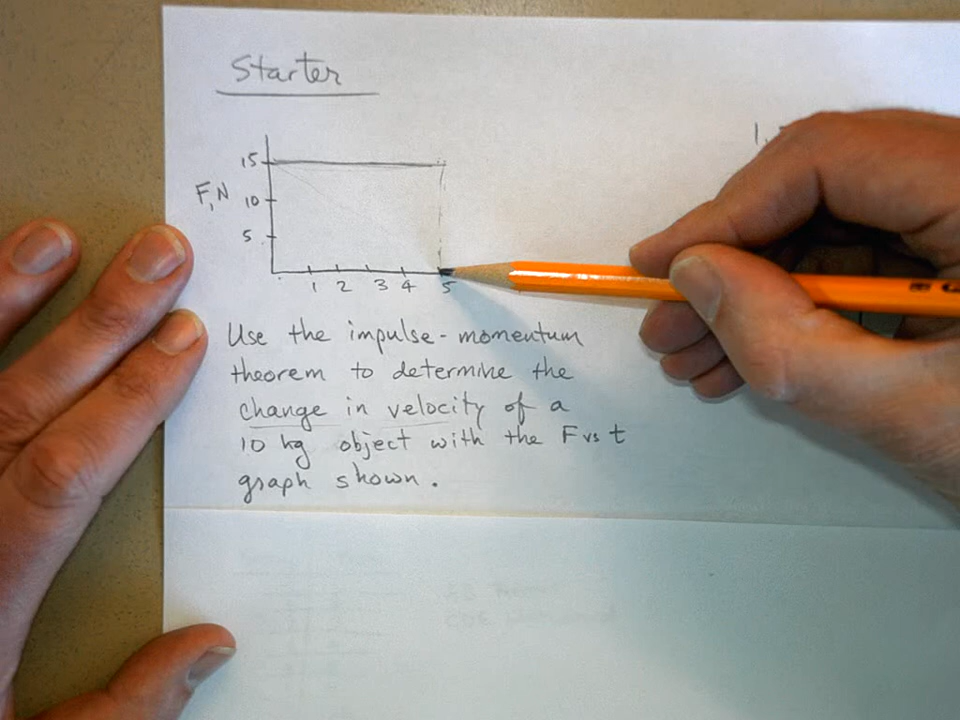 Starter
15
F, N
10
5
1 2 3 4 5
Use the impulse-momentum
theorem to determine the
change in velocity of a
10 kg object with the F vs t
graph shown.